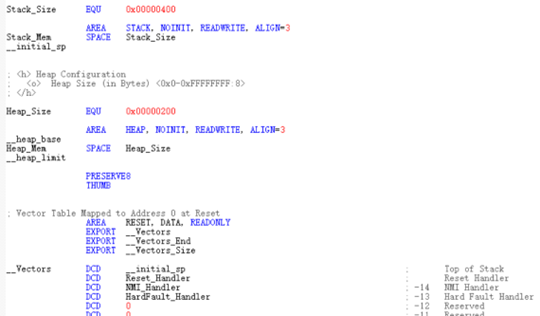 Stack_Size EQU 0x00000400
AREA STACK, NOINIT, READWRITE, ALIGN=3
Stack_Mem SPACE Stack_Size
__initial_sp
; <h> Heap Configuration
; <o> Heap Size (in Bytes) <0x0-0xFFFFFFFF:8>
; </h>
Heap_Size EQU 0x00000200
AREA HEAP, NOINIT, READWRITE, ALIGN=3
__heap_base
Heap_Mem SPACE Heap_Size
__heap_limit
PRESERVE8
THUMB
; Vector Table Mapped to Address 0 at Reset
AREA RESET, DATA, READONLY
EXPORT __Vectors
EXPORT __Vectors_End
EXPORT __Vectors_Size
__Vectors DCD __initial_sp ; Top of Stack
DCD Reset_Handler ; Reset Handler
DCD NMI_Handler ; -14 NMI Handler
DCD HardFault_Handler ; -13 Hard Fault Handler
DCD 0 ; -12 Reserved
DCD 0 ; -11 Reserved